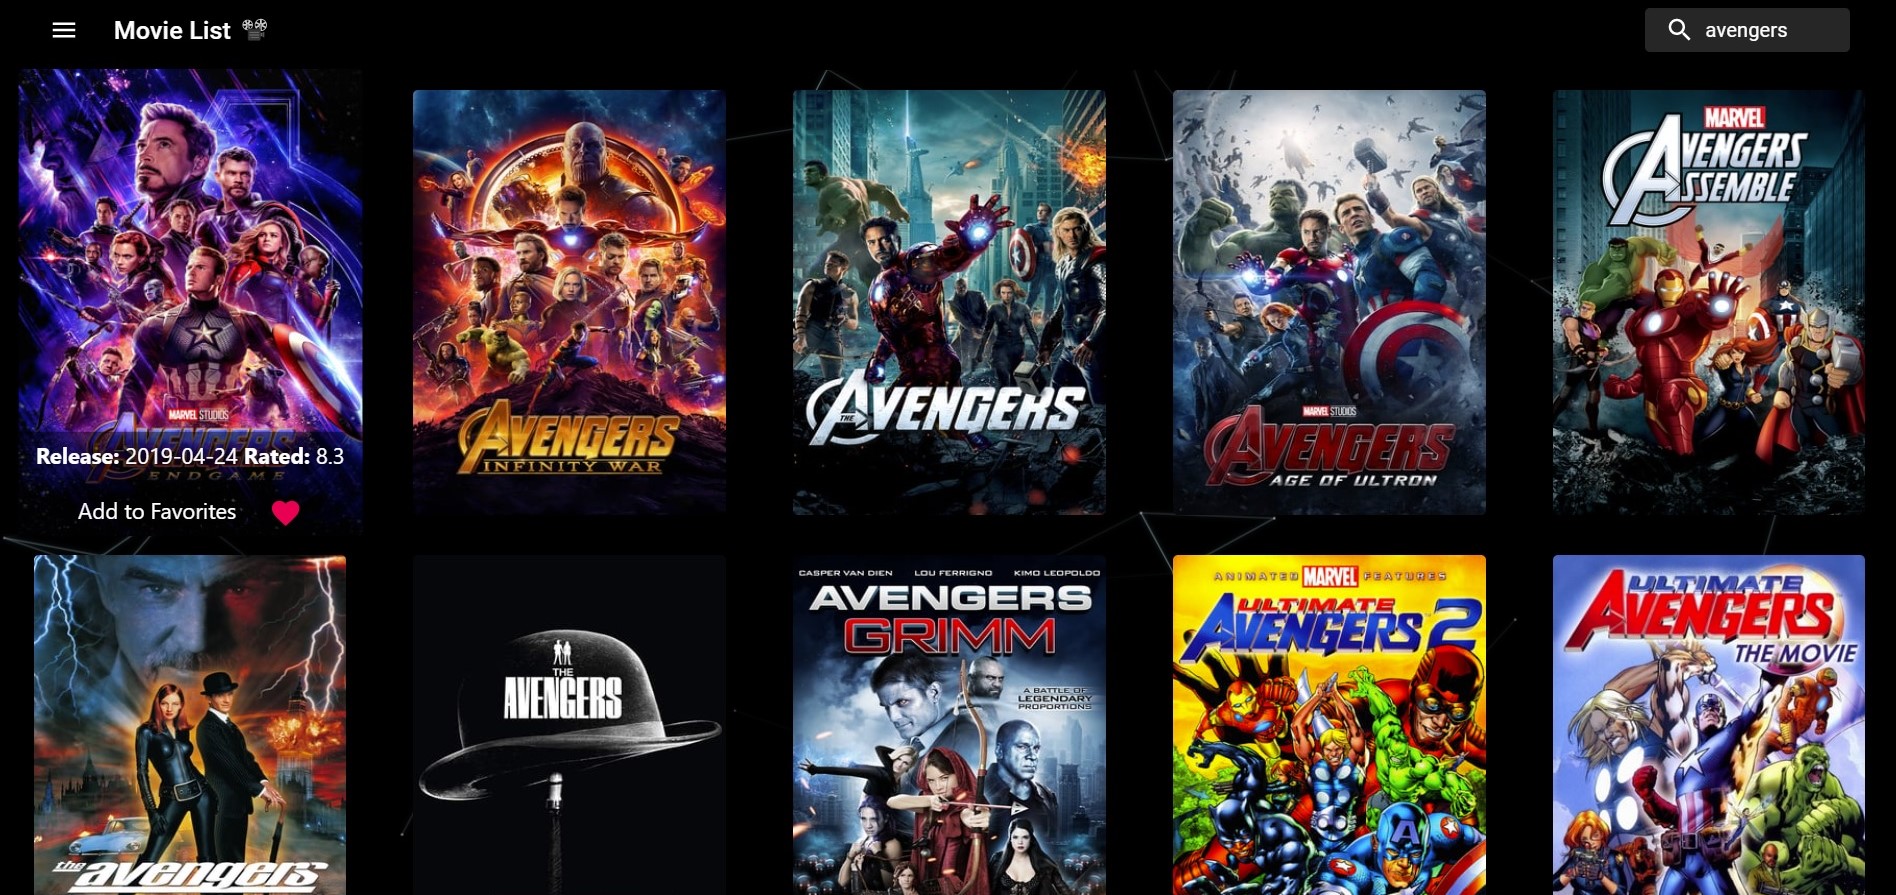 Movie List
avengers
MARVEL STUDIOS
AVENGERS
ENDGAME
Release: 2019-04-24 Rated: 8.3
Add to Favorites
AVENGERS
INFINITY WAR
THE AVENGERS
MARVEL STUDIOS
AVENGERS
AGE OF ULTRON
MARVEL
AVENGERS
ASSEMBLE
the avengers
THE
AVENGERS
CASPER VAN DIEN LOU FERRIGNO KIMO LEOPOLDO
AVENGERS
GRIMM
A BATTLE OF
LEGENDARY
PROPORTIONS
ANIMATED MARVEL FEATURES
ULTIMATE
AVENGERS 2
ULTIMATE
AVENGERS
THE MOVIE